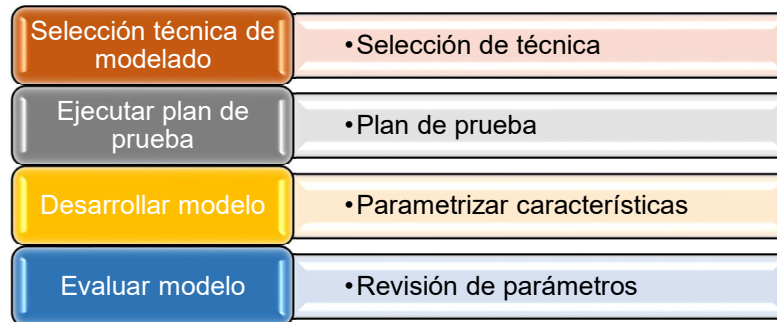 Selección técnica de
modelado
•Selección de técnica
Ejecutar plan de
prueba
•Plan de prueba
Desarrollar modelo
•Parametrizar características
Evaluar modelo
•Revisión de parámetros